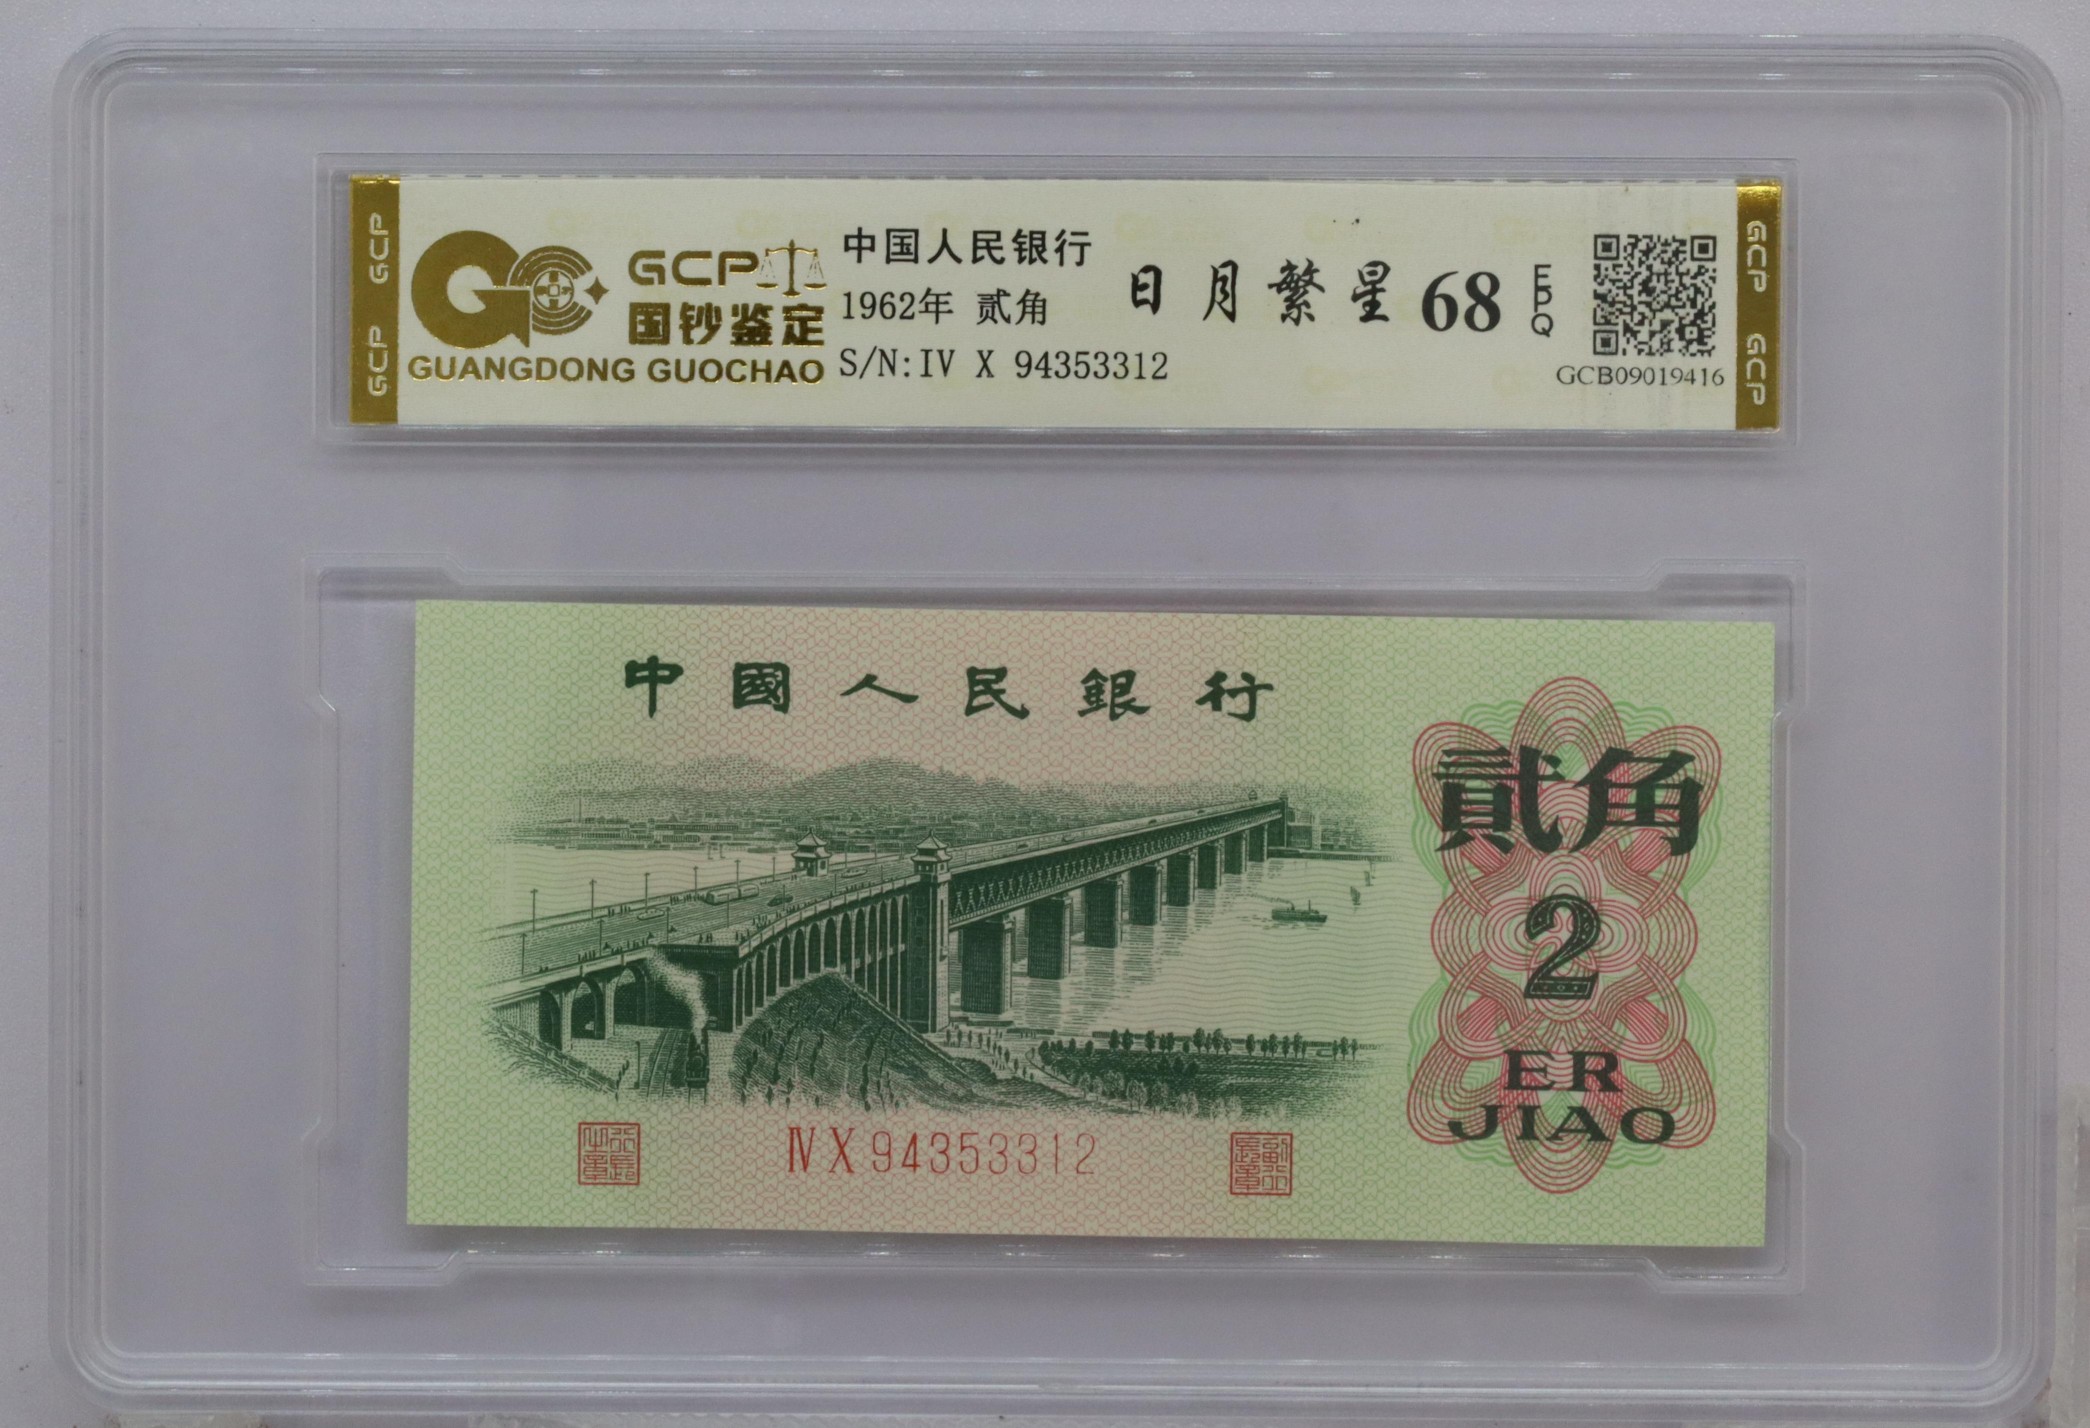 GCP GCP
GCP
国钞鉴定
GUANGDONG GUOCHAO
中国人民银行
1962年 贰角
S/N:IV X 94353312
日月繁星 68 EPQ
GCB09019416
GCP GCP
中國人民銀行
貳角
2
ER
JIAO
ⅣX94353312